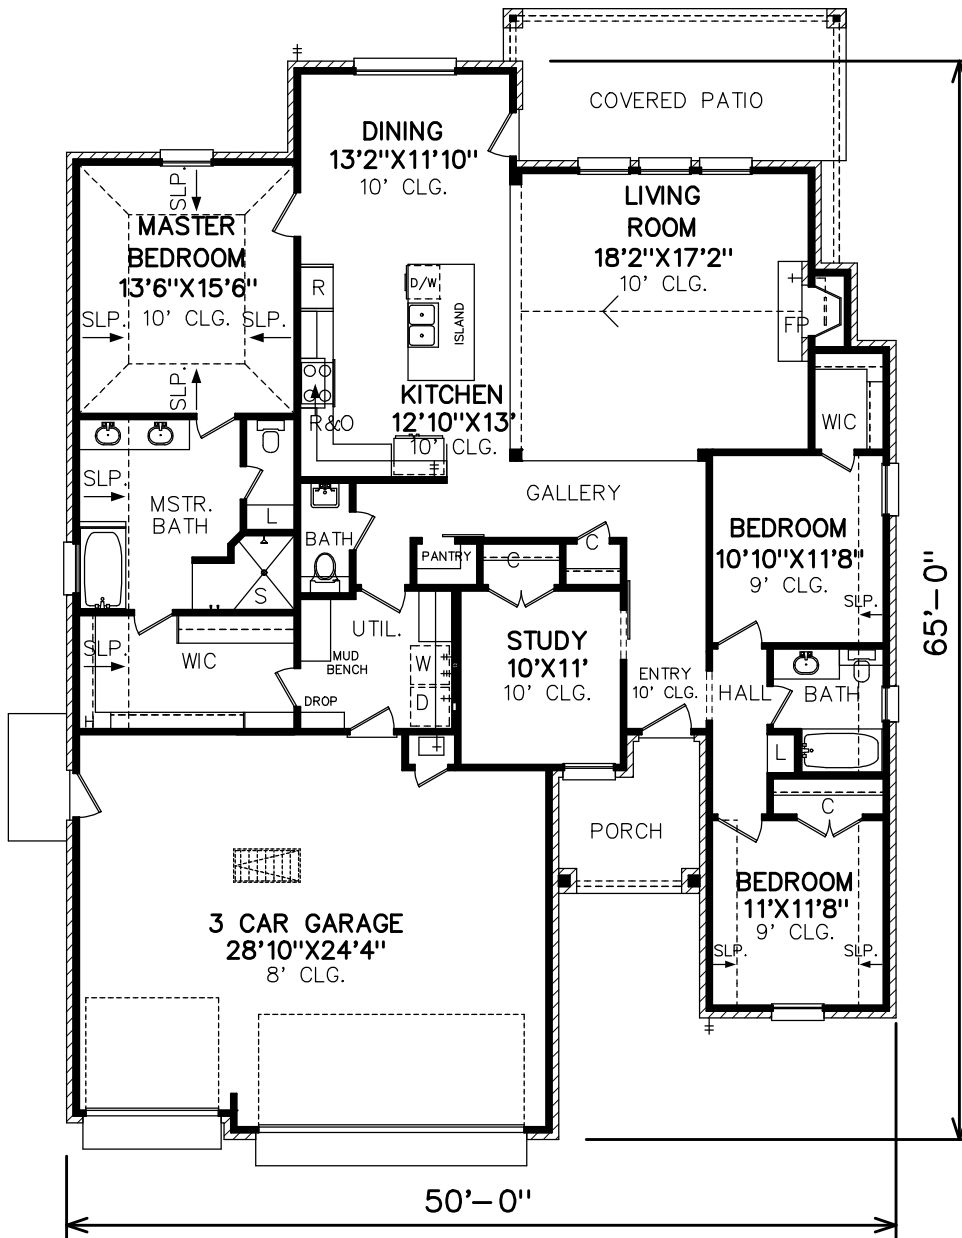 COVERED PATIO
DINING
13'2"X11'10"
10' CLG.
SLP.
MASTER
BEDROOM
13'6"X15'6"
10' CLG.
SLP.
SLP.
SLP.
LIVING
ROOM
18'2"X17'2"
10' CLG.
FP
R
D/W
ISLAND
KITCHEN
12'10"X13'
10' CLG.
R&O
WIC
SLP.
MSTR.
BATH
L
S
BATH
GALLERY
PANTRY
C
C
BEDROOM
10'10"X11'8"
9' CLG.
SLP.
SLP.
WIC
H
UTIL.
MUD
BENCH
DROP
W
D
STUDY
10'X11'
10' CLG.
ENTRY
10' CLG.
HALL
BATH
L
C
PORCH
BEDROOM
11'X11'8"
9' CLG.
SLP.
SLP.
3 CAR GARAGE
28'10"X24'4"
8' CLG.
65'-0"
50'-0"